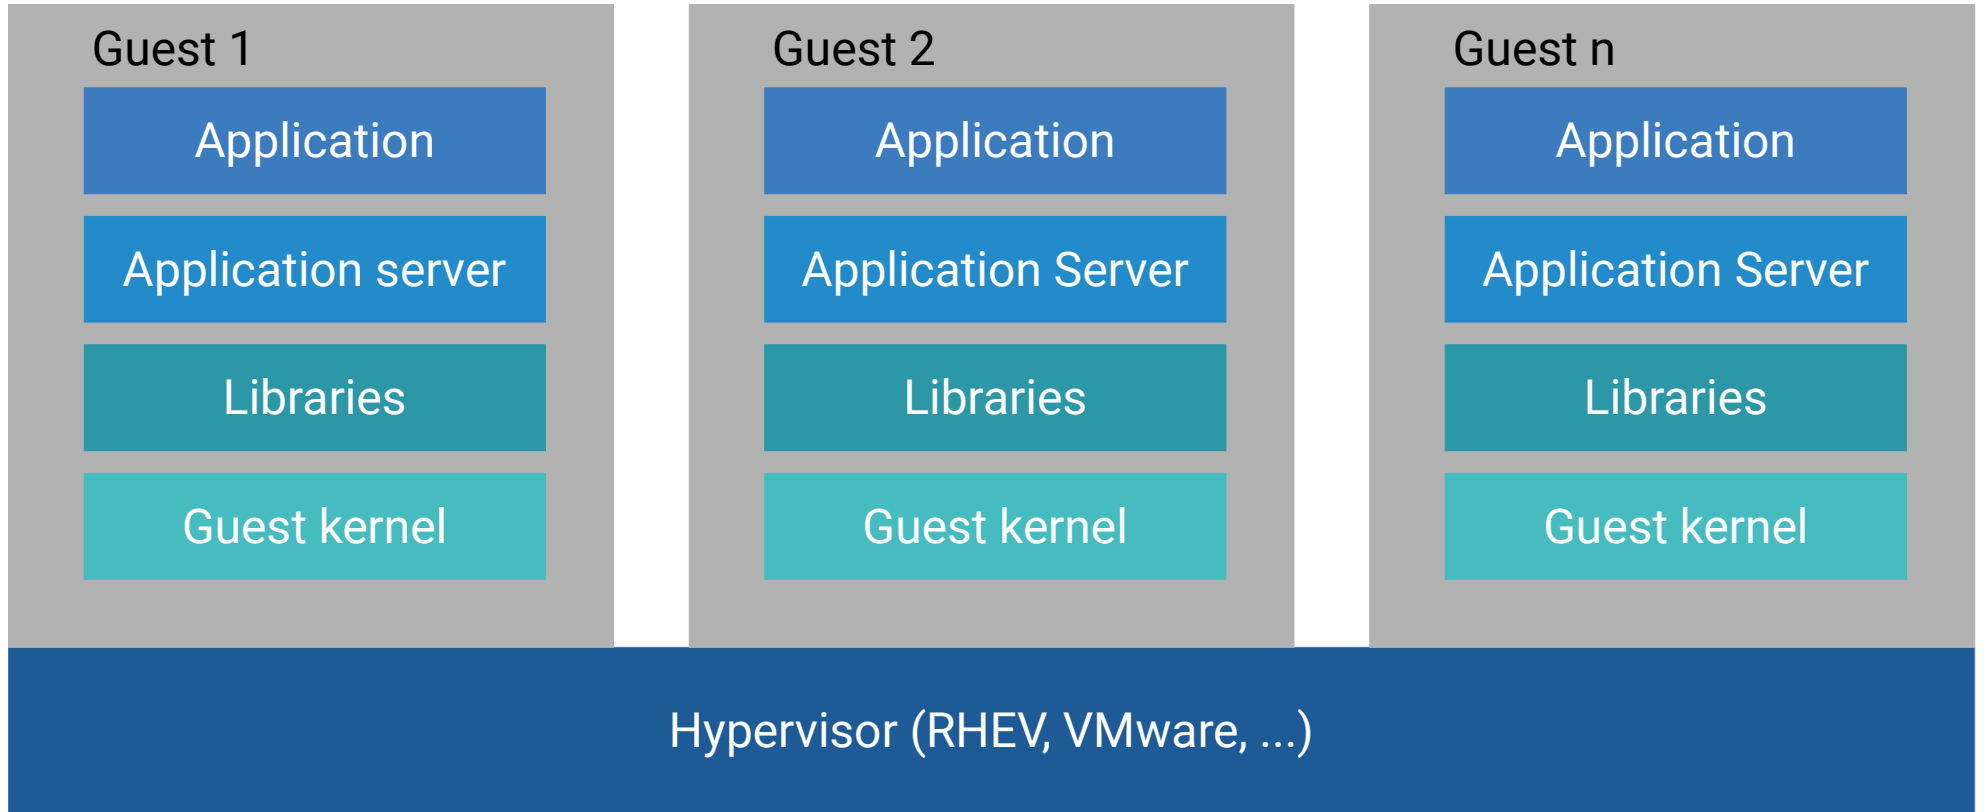 Guest 1
Application
Application server
Libraries
Guest kernel
Guest 2
Application
Application Server
Libraries
Guest kernel
Guest n
Application
Application Server
Libraries
Guest kernel
Hypervisor (RHEV, VMware, ...)